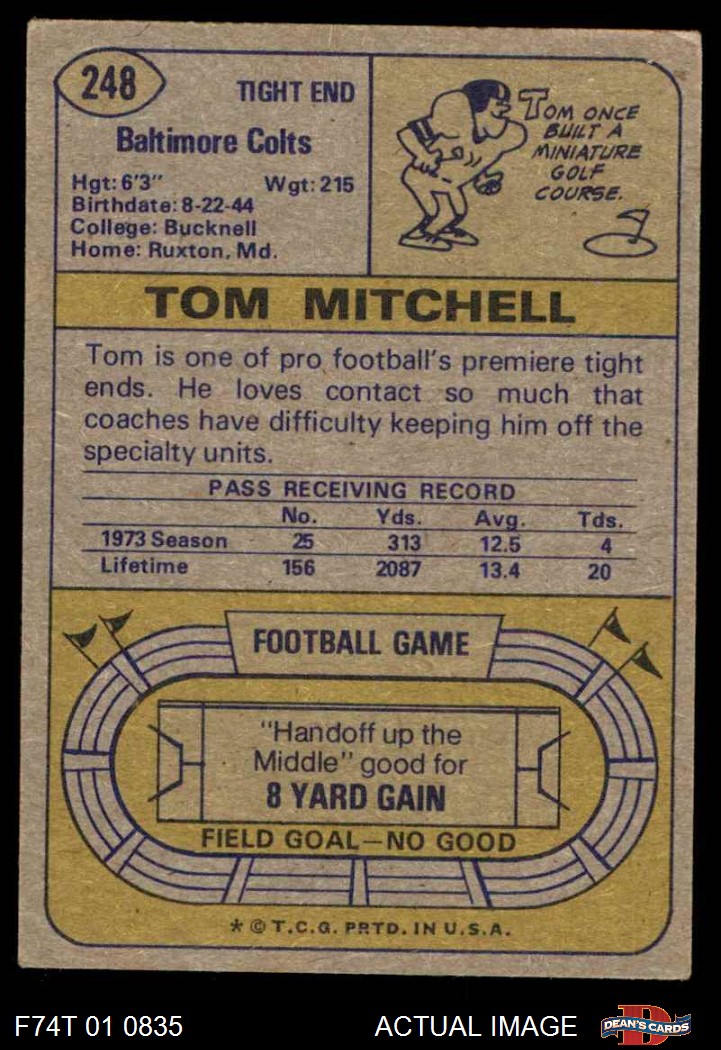 248
TIGHT END
Baltimore Colts
Hgt: 6'3" Wgt: 215
Birthdate: 8-22-44
College: Bucknell
Home: Ruxton, Md.
TOM ONCE
BUILT A
MINIATURE
GOLF
COURSE.
TOM MITCHELL
Tom is one of pro football's premiere tight
ends. He loves contact so much that
coaches have difficulty keeping him off the
specialty units.
PASS RECEIVING RECORD
No. Yds. Avg. Tds.
1973 Season 25 313 12.5 4
Lifetime 156 2087 13.4 20
FOOTBALL GAME
"Handoff up the
Middle" good for
8 YARD GAIN
FIELD GOAL—NO GOOD
* © T.C.G. PRTD. IN U.S.A.
F74T 01 0835 ACTUAL IMAGE
D
DEAN'S CARDS